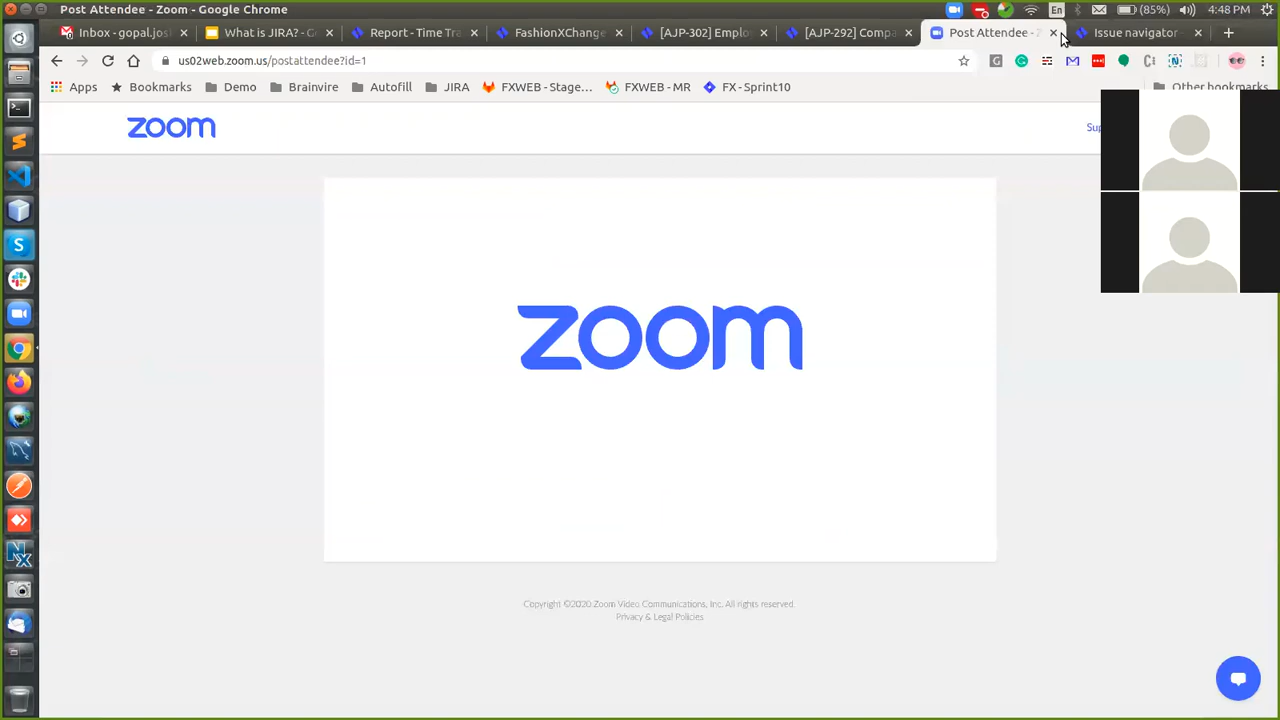 Post Attendee - Zoom - Google Chrome
En
(85%)
4:48 PM
Inbox - gopal.jos
What is JIRA? - G
Report - Time Tra
FashionXChange
[AJP-302] Emplo
[AJP-292] Compa
Post Attendee - Z
Issue navigator
us02web.zoom.us/postattendee?id=1
Apps
Bookmarks
Demo
Brainvire
Autofill
JIRA
FXWEB - Stage...
FXWEB - MR
FX - Sprint10
Other bookmarks
zoom
Sup
zoom
Copyright ©2020 Zoom Video Communications, Inc. All rights reserved.
Privacy & Legal Policies